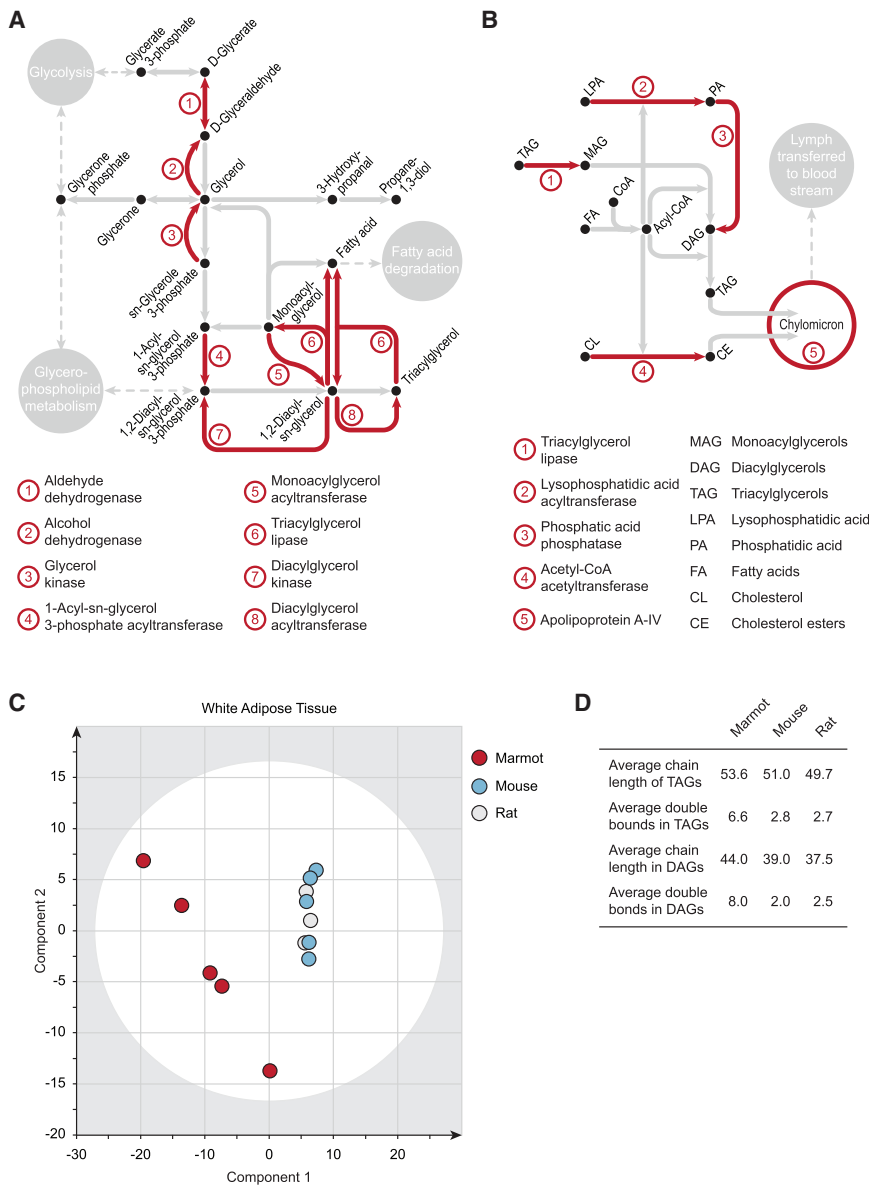 A
Glycerate
3-phosphate
D-Glycerate
Glycolysis
1
D-Glyceraldehyde
2
Glycerone
phosphate
Glycerol
3-Hydroxy-
propanal
Propane-
1,3-diol
Glycerone
3
Fatty acid
Fatty acid
degradation
sn-Glycerole
3-phosphate
Monoacyl-
glycerol
1-Acyl-
sn-glycerol
3-phosphate
4
5
6
6
Triacylglycerol
Glycero-
phospholipid
metabolism
1,2-Diacyl-
sn-glycerol
3-phosphate
7
1,2-Diacyl-
sn-glycerol
8
1 Aldehyde
dehydrogenase
2 Alcohol
dehydrogenase
3 Glycerol
kinase
4 1-Acyl-sn-glycerol
3-phosphate acyltransferase
5 Monoacylglycerol
acyltransferase
6 Triacylglycerol
lipase
7 Diacylglycerol
kinase
8 Diacylglycerol
acyltransferase
B
LPA
2
PA
3
TAG
1
MAG
Lymph
transferred
to blood
stream
CoA
FA
Acyl-CoA
DAG
TAG
Chylomicron
5
CL
4
CE
1 Triacylglycerol
lipase
2 Lysophosphatidic acid
acyltransferase
3 Phosphatic acid
phosphatase
4 Acetyl-CoA
acetyltransferase
5 Apolipoprotein A-IV
MAG Monoacylglycerols
DAG Diacylglycerols
TAG Triacylglycerols
LPA Lysophosphatidic acid
PA Phosphatidic acid
FA Fatty acids
CL Cholesterol
CE Cholesterol esters
C
White Adipose Tissue
Component 2
15
10
5
0
-5
-10
-15
-20
-30 -20 -10 0 10 20
Component 1
Marmot
Mouse
Rat
D
Marmot Mouse Rat
Average chain
length of TAGs 53.6 51.0 49.7
Average double
bounds in TAGs 6.6 2.8 2.7
Average chain
length in DAGs 44.0 39.0 37.5
Average double
bonds in DAGs 8.0 2.0 2.5